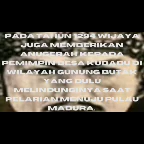 PADA TAHUN 1294 WIJAYA
JUGA MEMBERIKAN
ANUGERAH KEPADA
PEMIMPIN DESA KUDADU DI
WILAYAH GUNUNG BUTAK
YANG DULU
MELINDUNGINYA SAAT
PELARIAN MENUJU PULAU
MADURA